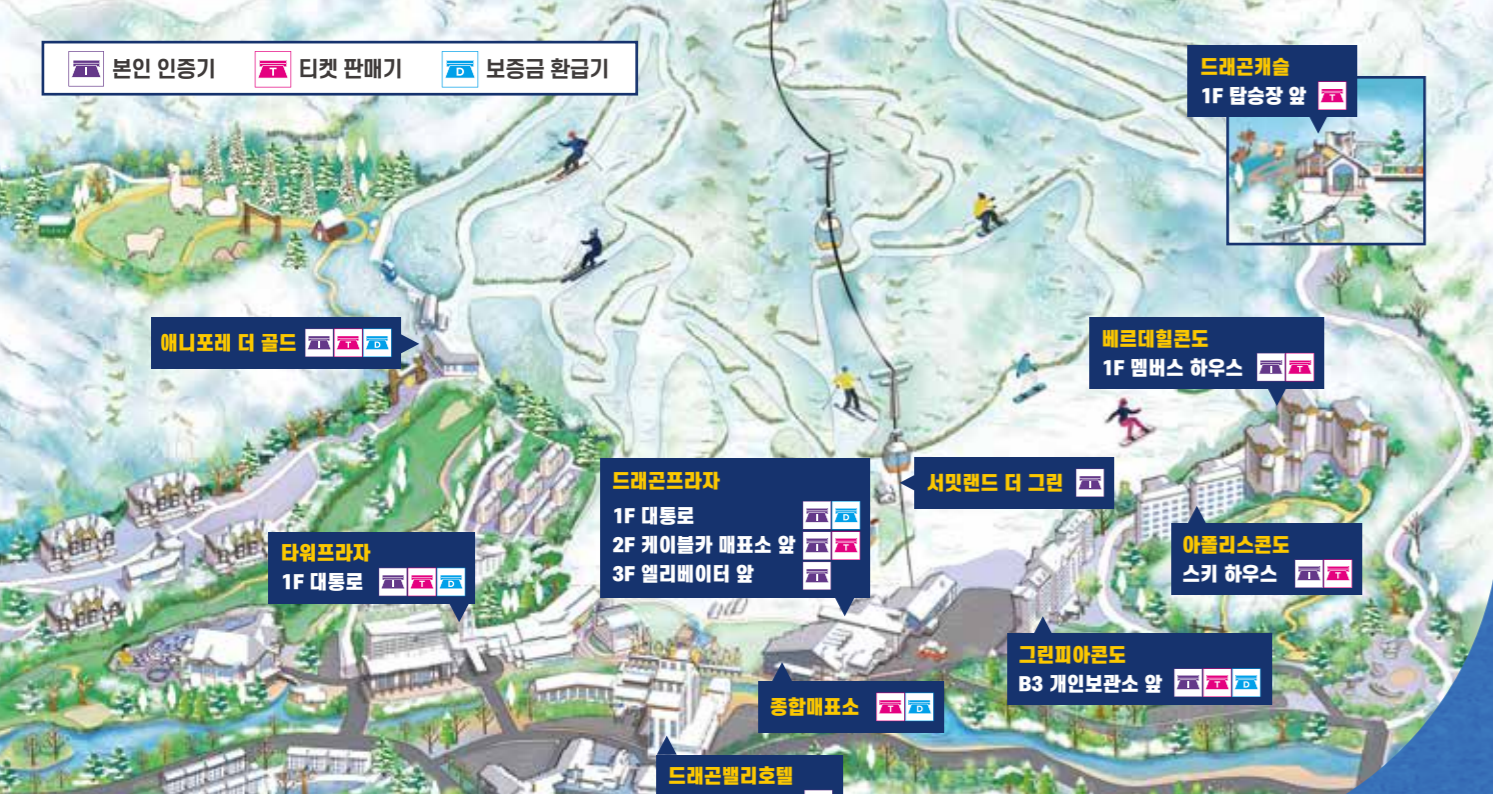 본인 인증기 티켓 판매기 보증금 환급기
드래곤캐슬
1F 탑승장 앞 T
애니포레 더 골드 I T D
베르데힐콘도
1F 멤버스 하우스 I T
드래곤프라자
1F 대통로 I D
2F 케이블카 매표소 앞 I T
3F 엘리베이터 앞 I
서밋랜드 더 그린 I
타워프라자
1F 대통로 I T D
아폴리스콘도
스키 하우스 I T
그린피아콘도
B3 개인보관소 앞 I T D
종합매표소 T D
드래곤밸리호텔